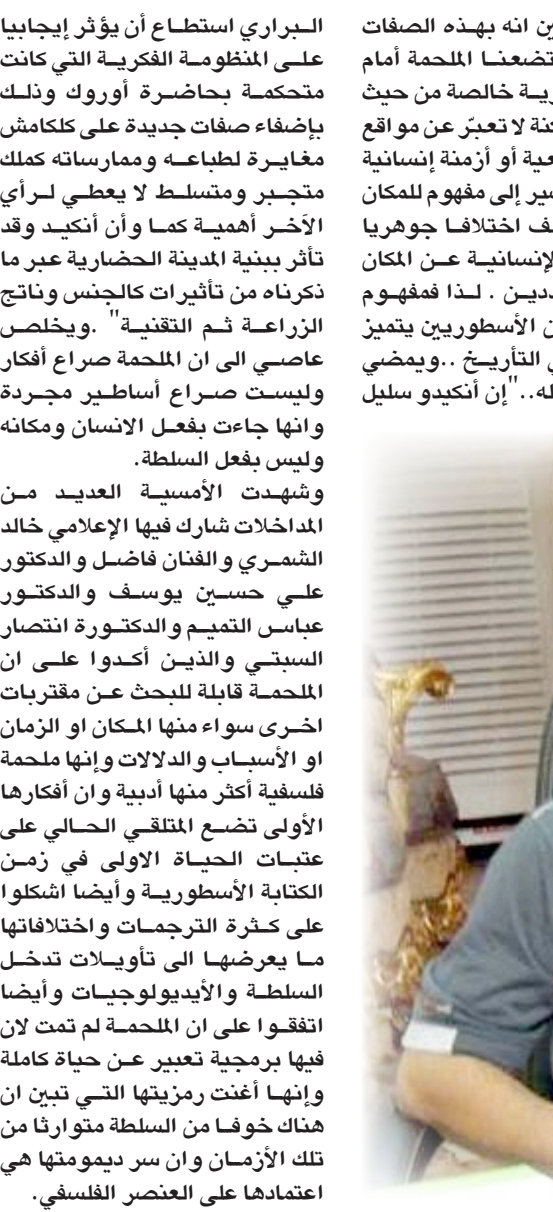 انه بهذه الصفات
تضعنا الملحمة أمام
خالصة من حيث
لا تعبّر عن مواقع
أو أزمنة إنسانية
إلى مفهوم للمكان
اختلافا جوهريا
عن المكان
. لذا فمفهوم
الأسطوريين يتميز
التأريخ ..ويمضي
.."إن أنكيدو سليل
البراري استطاع أن يؤثر إيجابيا
على المنظومة الفكرية التي كانت
متحكمة بحاضرة أوروك وذلك
بإضفاء صفات جديدة على كلكامش
مغايرة لطباعه وممارساته كملك
متجبر ومتسلط لا يعطي لرأي
الآخر أهمية كما وأن أنكيد وقد
تأثر ببنية المدينة الحضارية عبر ما
ذكرناه من تأثيرات كالجنس وناتج
الزراعة ثم التقنية" .ويخلص
عاصي الى ان الملحمة صراع أفكار
وليست صراع أساطير مجردة
وانها جاءت بفعل الانسان ومكانه
وليس بفعل السلطة.
وشهدت الأمسية العديد من
المداخلات شارك فيها الإعلامي خالد
الشمري والفنان فاضل والدكتور
علي حسين يوسف والدكتور
عباس التميم والدكتورة انتصار
السبتي والذين أكدوا على ان
الملحمة قابلة للبحث عن مقتربات
اخرى سواء منها المكان او الزمان
او الأسباب والدلالات وإنها ملحمة
فلسفية أكثر منها أدبية وان أفكارها
الأولى تضع المتلقي الحالي على
عتبات الحياة الاولى في زمن
الكتابة الأسطورية وأيضا اشكلوا
على كثرة الترجمات واختلافاتها
ما يعرضها الى تأويلات تدخل
السلطة والأيديولوجيات وأيضا
اتفقوا على ان الملحمة لم تمت لان
فيها برمجية تعبير عن حياة كاملة
وإنها أغنت رمزيتها التي تبين ان
هناك خوفا من السلطة متوارثا من
تلك الأزمان وان سر ديمومتها هي
اعتمادها على العنصر الفلسفي.